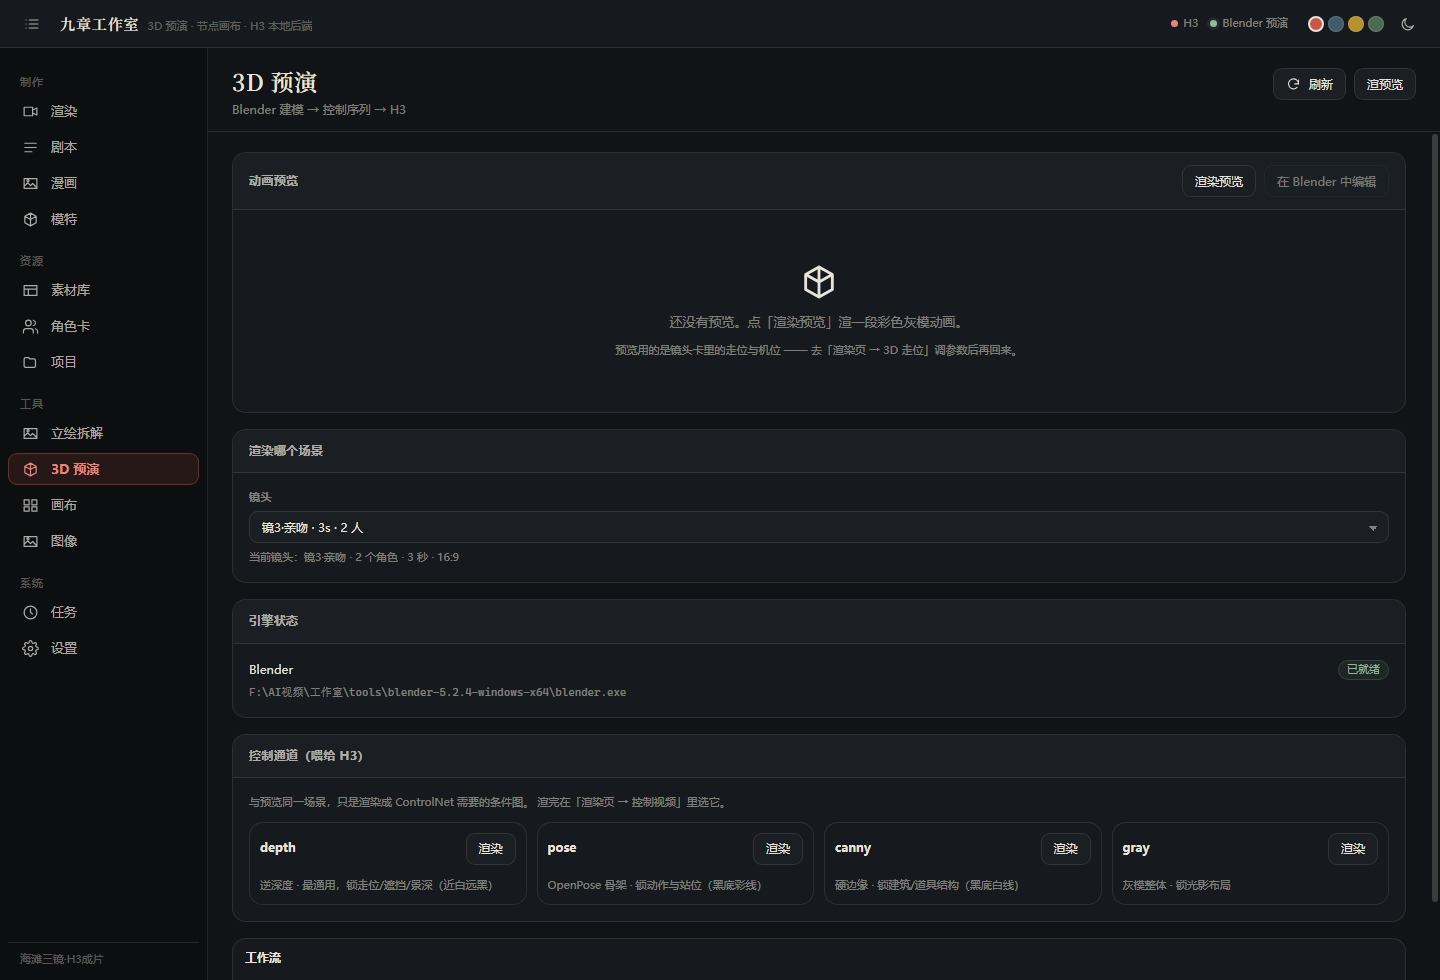 九章工作室 3D 预演 · 节点画布 · H3 本地后端
H3 Blender 预演
制作
渲染
剧本
漫画
模特
资源
素材库
角色卡
项目
工具
立绘拆解
3D 预演
画布
图像
系统
任务
设置
海滩三镜·H3成片
3D 预演
Blender 建模 → 控制序列 → H3
刷新 渲预览
动画预览
渲染预览 在 Blender 中编辑
还没有预览。点「渲染预览」渲一段彩色灰模动画。
预览用的是镜头卡里的走位与机位 —— 去「渲染页 → 3D 走位」调参数后再回来。
渲染哪个场景
镜头
镜3·亲吻 · 3s · 2 人
当前镜头：镜3·亲吻 · 2 个角色 · 3 秒 · 16:9
引擎状态
Blender
已就绪
F:\AI视频\工作室\tools\blender-5.2.4-windows-x64\blender.exe
控制通道（喂给 H3）
与预览同一场景，只是渲染成 ControlNet 需要的条件图。 渲完在「渲染页 → 控制视频」里选它。
depth 渲染
逆深度 · 最通用，锁走位/遮挡/景深（近白远黑）
pose 渲染
OpenPose 骨架 · 锁动作与站位（黑底彩线）
canny 渲染
硬边缘 · 锁建筑/道具结构（黑底白线）
gray 渲染
灰模整体 · 锁光影布局
工作流